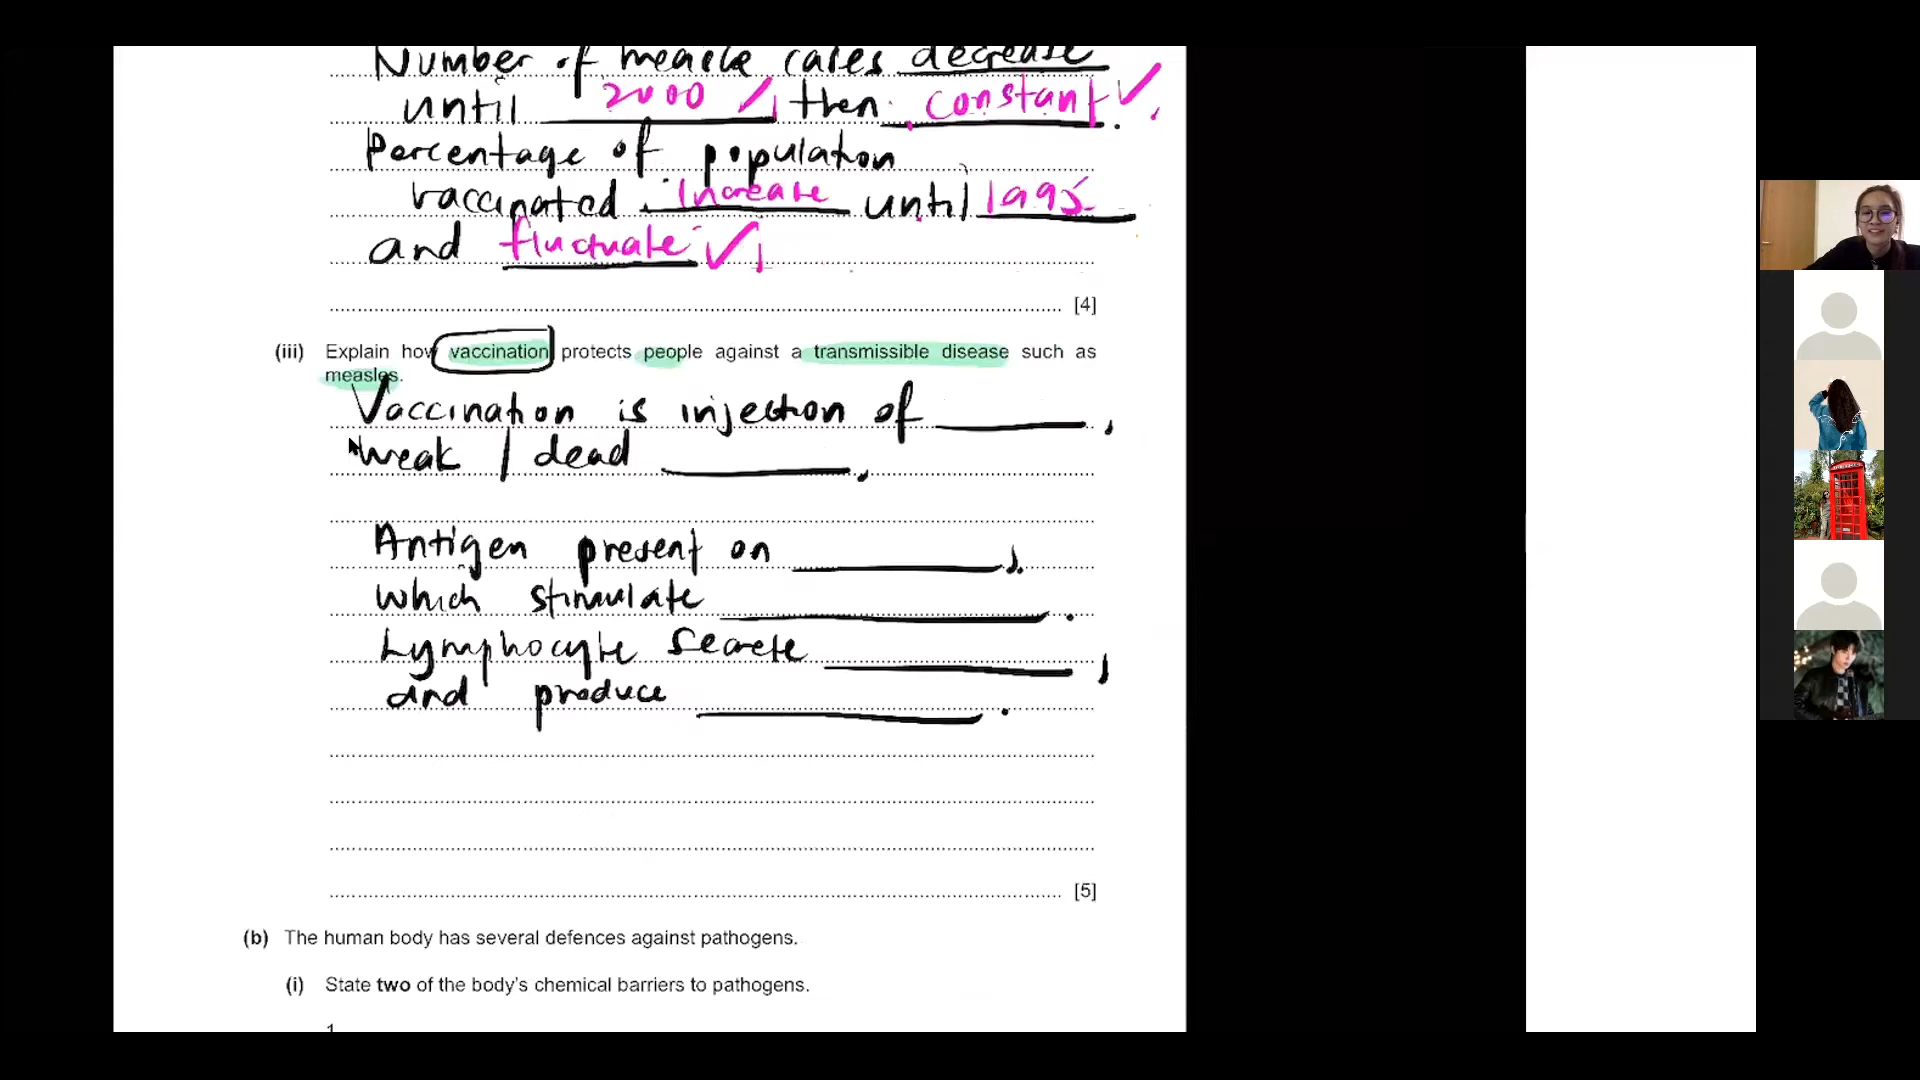 Number of measle cases decrease
until 2000 then constant.
Percentage of population
vaccinated increase until 1995
and fluctuate
[4]
(iii) Explain how vaccination protects people against a transmissible disease such as
measles.
Vaccination is injection of ,
weak / dead .
Antigen present on ,
which stimulate .
Lymphocyte secrete ,
and produce .
[5]
(b) The human body has several defences against pathogens.
(i) State two of the body's chemical barriers to pathogens.
1